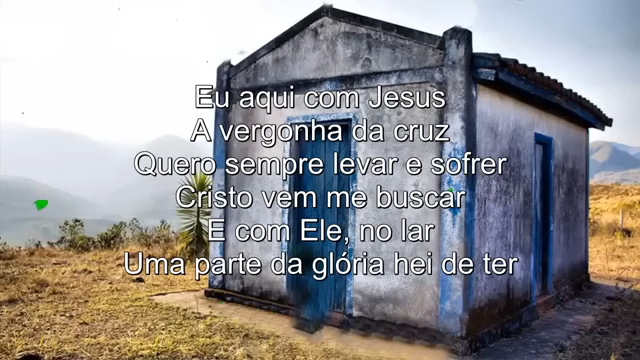 Eu aqui com Jesus
A vergonha da cruz
Quero sempre levar e sofrer
Cristo vem me buscar
E com Ele, no lar
Uma parte da glória hei de ter